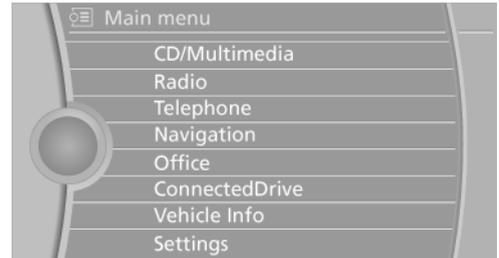 Main menu
CD/Multimedia
Radio
Telephone
Navigation
Office
ConnectedDrive
Vehicle Info
Settings